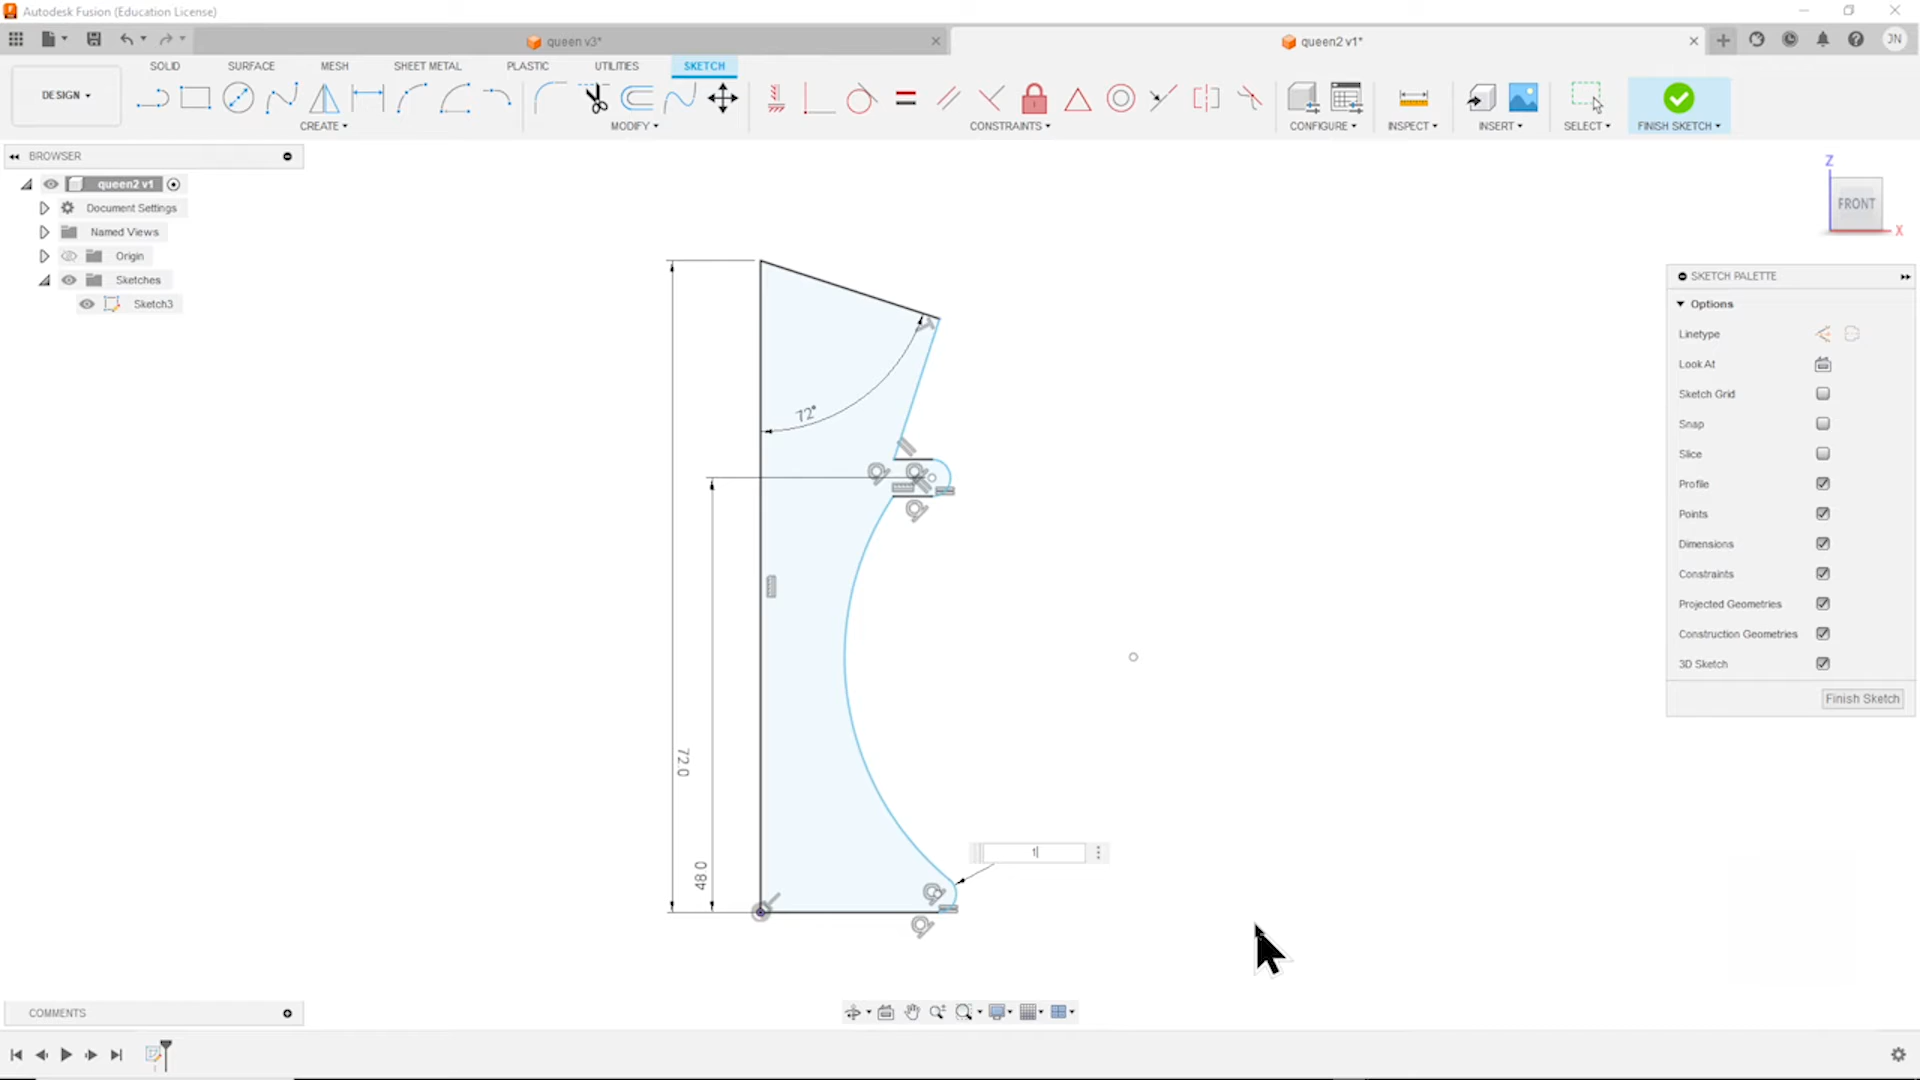 Autodesk Fusion (Education License)
queen v3*
queen2 v1*
JN
DESIGN
SOLID
SURFACE
MESH
SHEET METAL
PLASTIC
UTILITIES
SKETCH
CREATE
MODIFY
CONSTRAINTS
CONFIGURE
INSPECT
INSERT
SELECT
FINISH SKETCH
BROWSER
queen2 v1
Document Settings
Named Views
Origin
Sketches
Sketch3
Z
FRONT
X
SKETCH PALETTE
Options
Linetype
Look At
Sketch Grid
Snap
Slice
Profile
Points
Dimensions
Constraints
Projected Geometries
Construction Geometries
3D Sketch
Finish Sketch
72°
72.0
48.0
1
COMMENTS